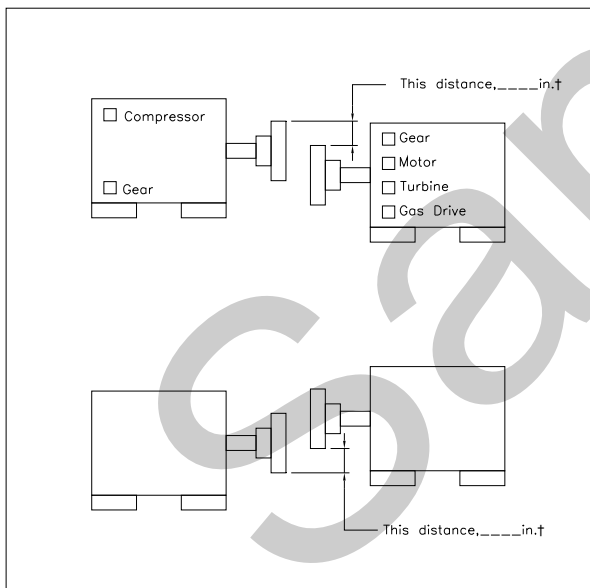 This distance,____in.†
Compressor
Gear
Gear
Motor
Turbine
Gas Drive
This distance,____in.†